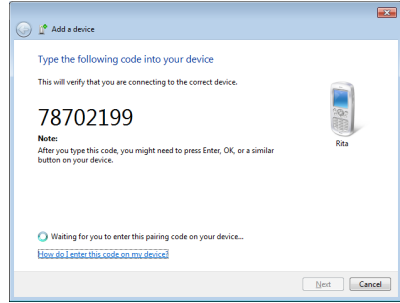 Add a device
Type the following code into your device
This will verify that you are connecting to the correct device.
78702199
Note:
After you type this code, you might need to press Enter, OK, or a similar
button on your device.
Rita
Waiting for you to enter this pairing code on your device...
How do I enter this code on my device?
Next Cancel